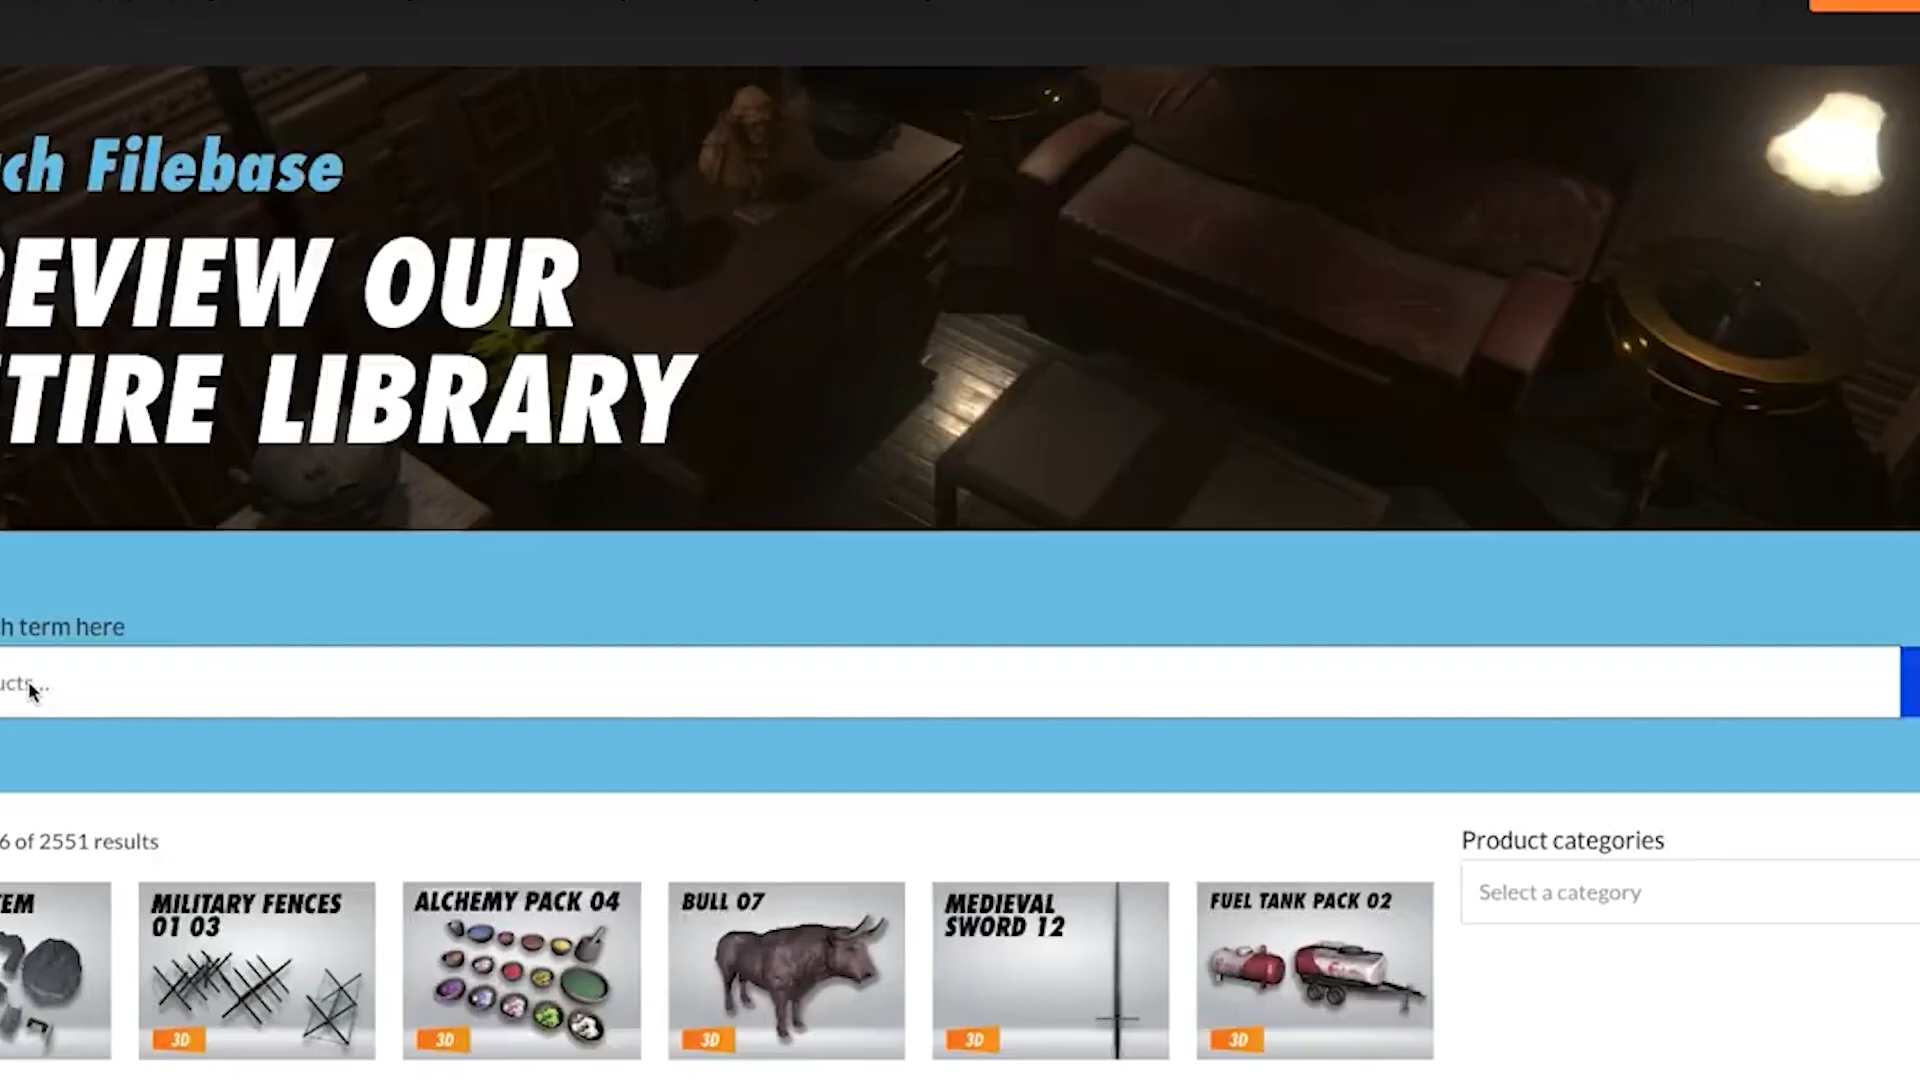 ch Filebase
EVIEW OUR
TIRE LIBRARY
h term here
ucts...
6 of 2551 results
Product categories
Select a category
EM
MILITARY FENCES
01 03
3D
ALCHEMY PACK 04
3D
BULL 07
3D
MEDIEVAL
SWORD 12
3D
FUEL TANK PACK 02
3D